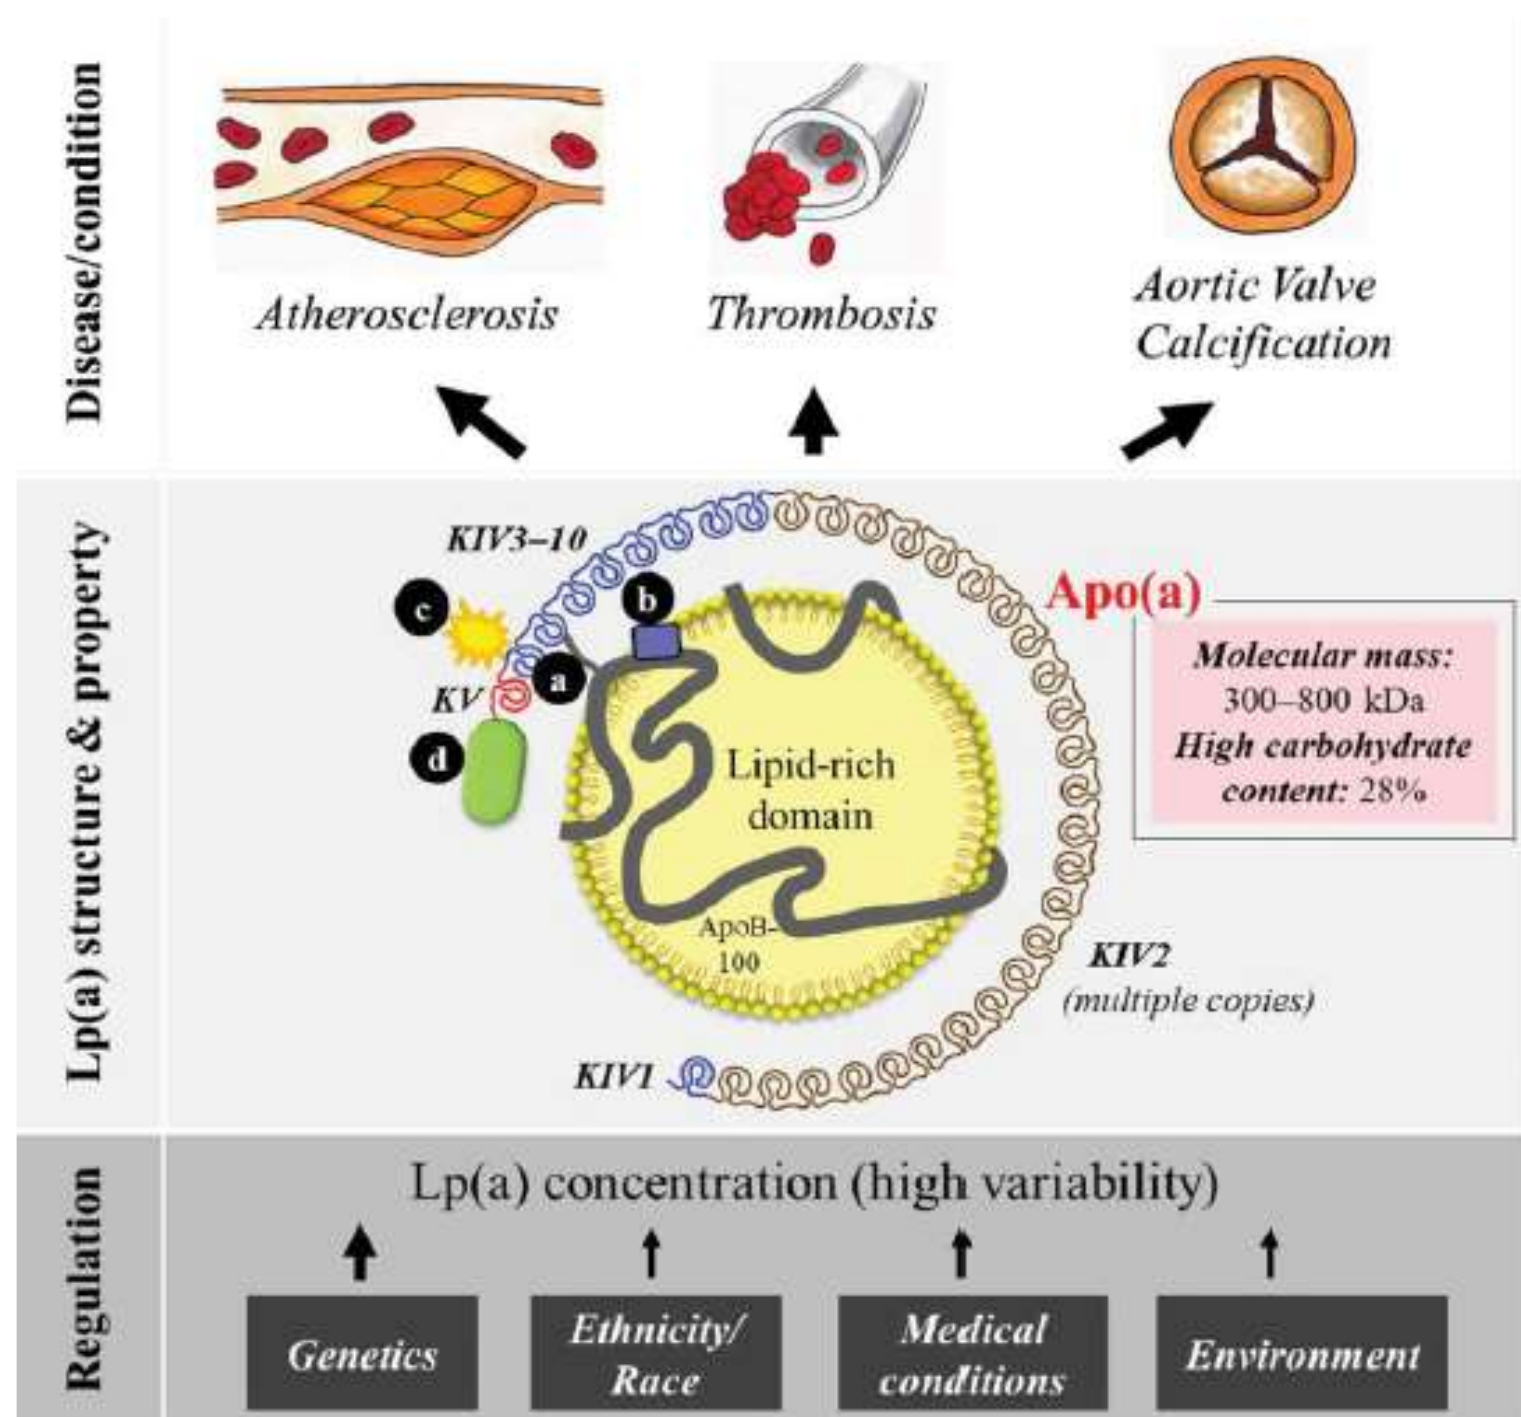 Disease/condition
Atherosclerosis
Thrombosis
Aortic Valve
Calcification
Lp(a) structure & property
KIV3–10
c
b
a
KV
d
Apo(a)
Molecular mass:
300–800 kDa
High carbohydrate
content: 28%
Lipid-rich
domain
ApoB-
100
KIV2
(multiple copies)
KIV1
Regulation
Lp(a) concentration (high variability)
Genetics
Ethnicity/
Race
Medical
conditions
Environment